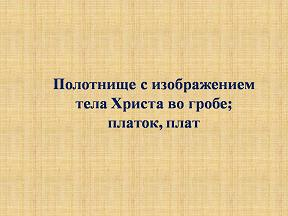 Полотнище с изображением
тела Христа во гробе;
платок, плат